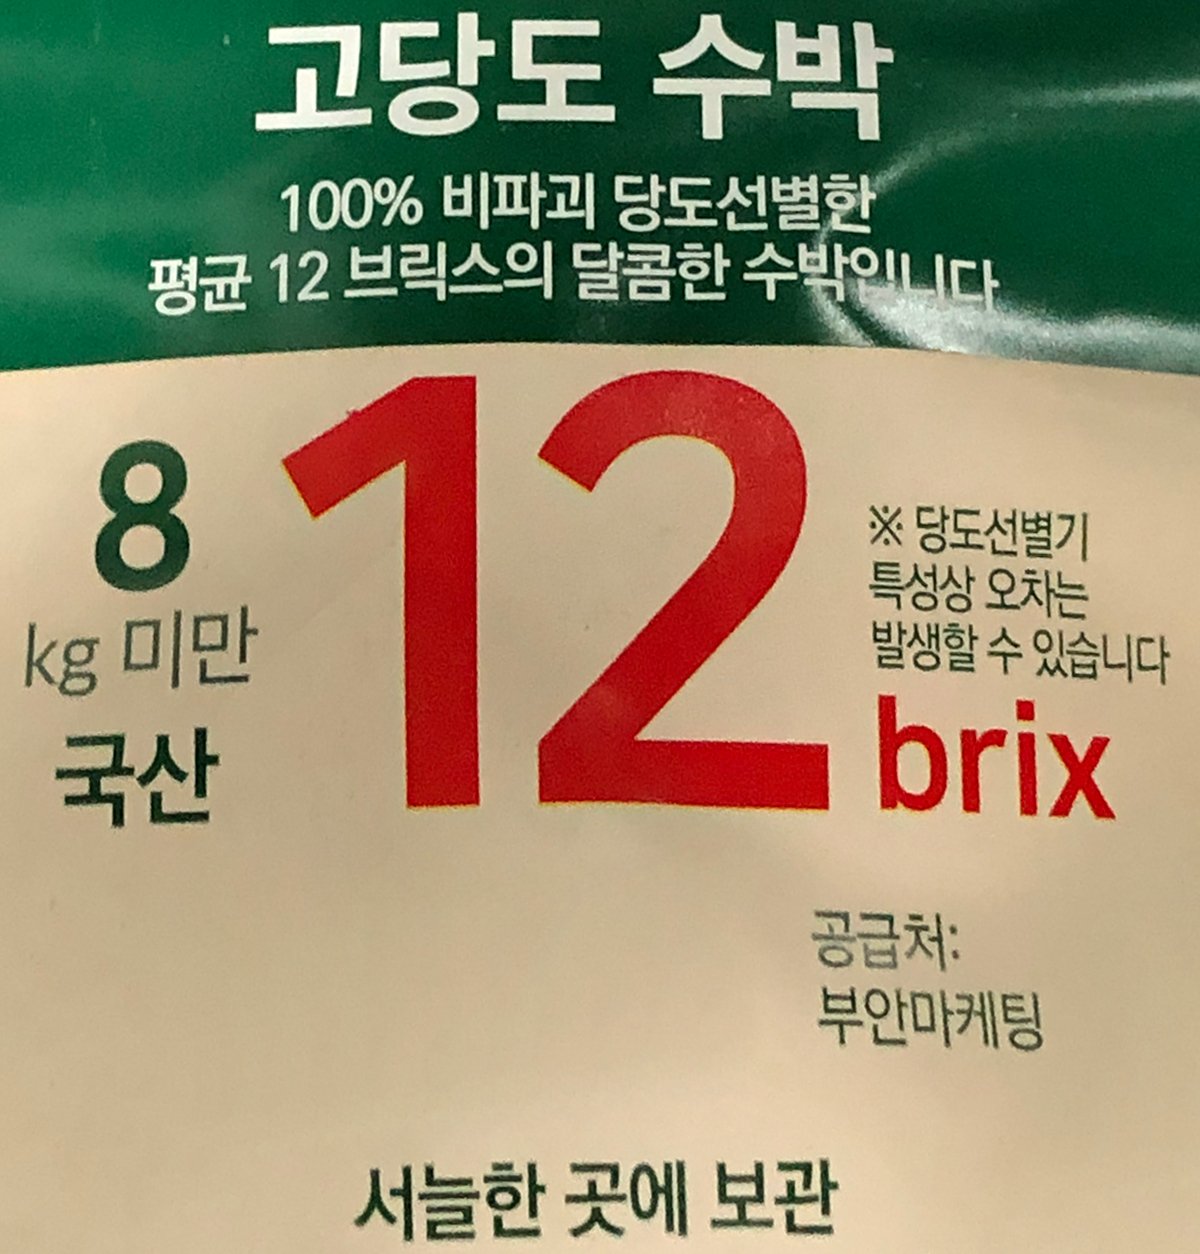 고당도 수박
100% 비파괴 당도선별한
평균 12 브릭스의 달콤한 수박입니다
8
kg 미만
국산
12
※ 당도선별기
특성상 오차는
발생할 수 있습니다
brix
공급처:
부안마케팅
서늘한 곳에 보관